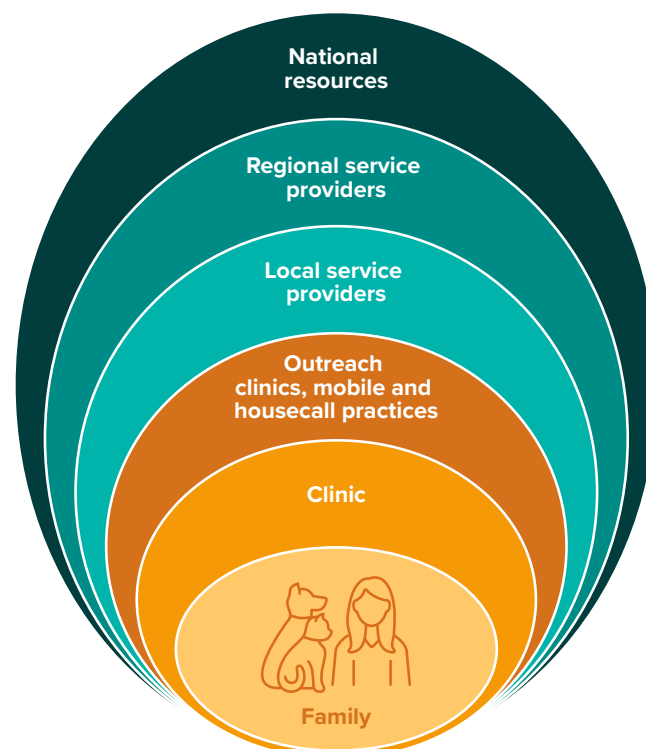 National
resources
Regional service
providers
Local service
providers
Outreach
clinics, mobile and
housecall practices
Clinic
Family